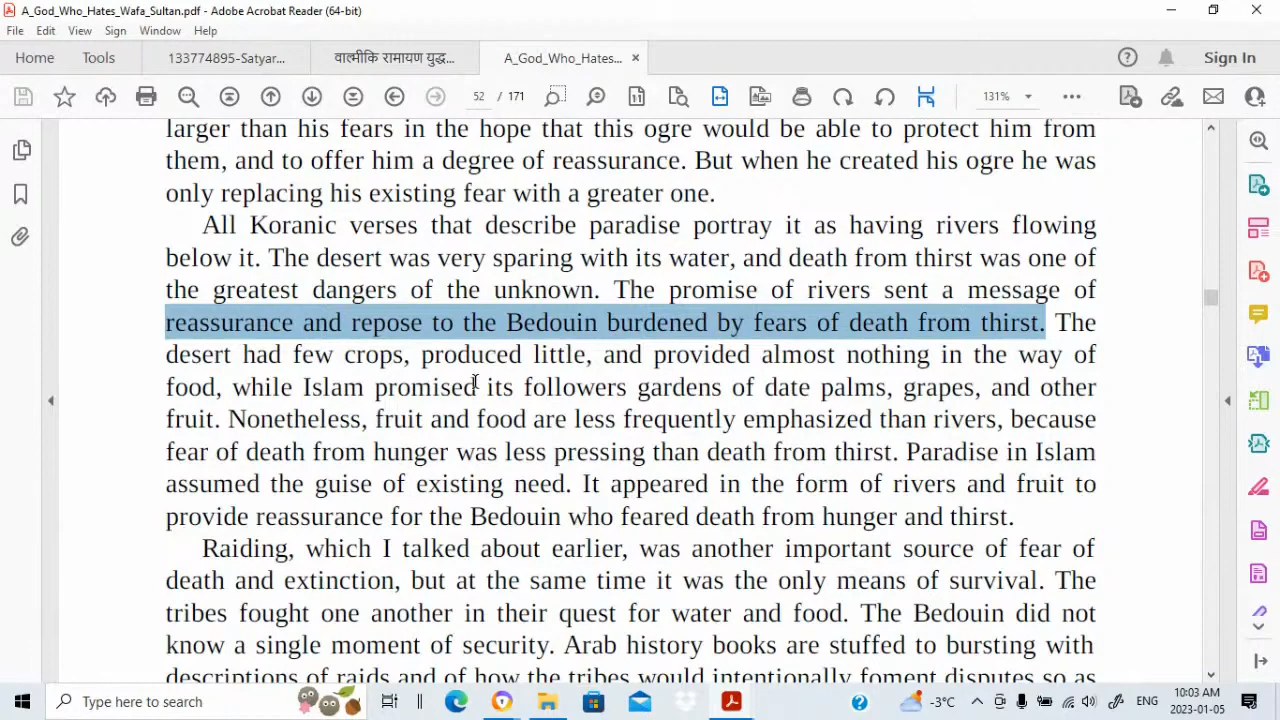 A_God_Who_Hates_Wafa_Sultan.pdf - Adobe Acrobat Reader (64-bit)
File Edit View Sign Window Help
Home Tools 133774895-Satyar... वाल्मीकि रामायण युद्ध... A_God_Who_Hates... × Sign In
52 / 171 131%
larger than his fears in the hope that this ogre would be able to protect him from
them, and to offer him a degree of reassurance. But when he created his ogre he was
only replacing his existing fear with a greater one.
All Koranic verses that describe paradise portray it as having rivers flowing
below it. The desert was very sparing with its water, and death from thirst was one of
the greatest dangers of the unknown. The promise of rivers sent a message of
reassurance and repose to the Bedouin burdened by fears of death from thirst. The
desert had few crops, produced little, and provided almost nothing in the way of
food, while Islam promised its followers gardens of date palms, grapes, and other
fruit. Nonetheless, fruit and food are less frequently emphasized than rivers, because
fear of death from hunger was less pressing than death from thirst. Paradise in Islam
assumed the guise of existing need. It appeared in the form of rivers and fruit to
provide reassurance for the Bedouin who feared death from hunger and thirst.
Raiding, which I talked about earlier, was another important source of fear of
death and extinction, but at the same time it was the only means of survival. The
tribes fought one another in their quest for water and food. The Bedouin did not
know a single moment of security. Arab history books are stuffed to bursting with
descriptions of raids and of how the tribes would intentionally foment disputes so as
Type here to search -3°C ENG 10:03 AM
2023-01-05